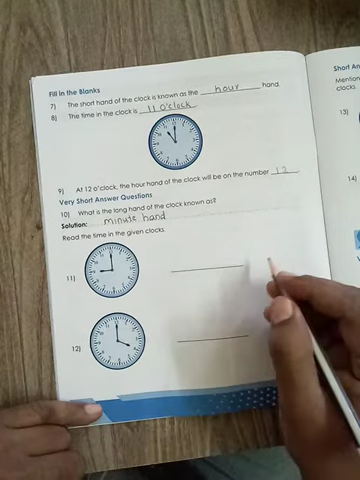 Fill in the Blanks
7) The short hand of the clock is known as the hour hand.
8) The time in the clock is 11 o'clock
9) At 12 o'clock, the hour hand of the clock will be on the number 12
Very Short Answer Questions
10) What is the long hand of the clock known as?
Solution: minute hand
Read the time in the given clocks.
11)
12)
Short An
Mention
clocks.
13)
14)